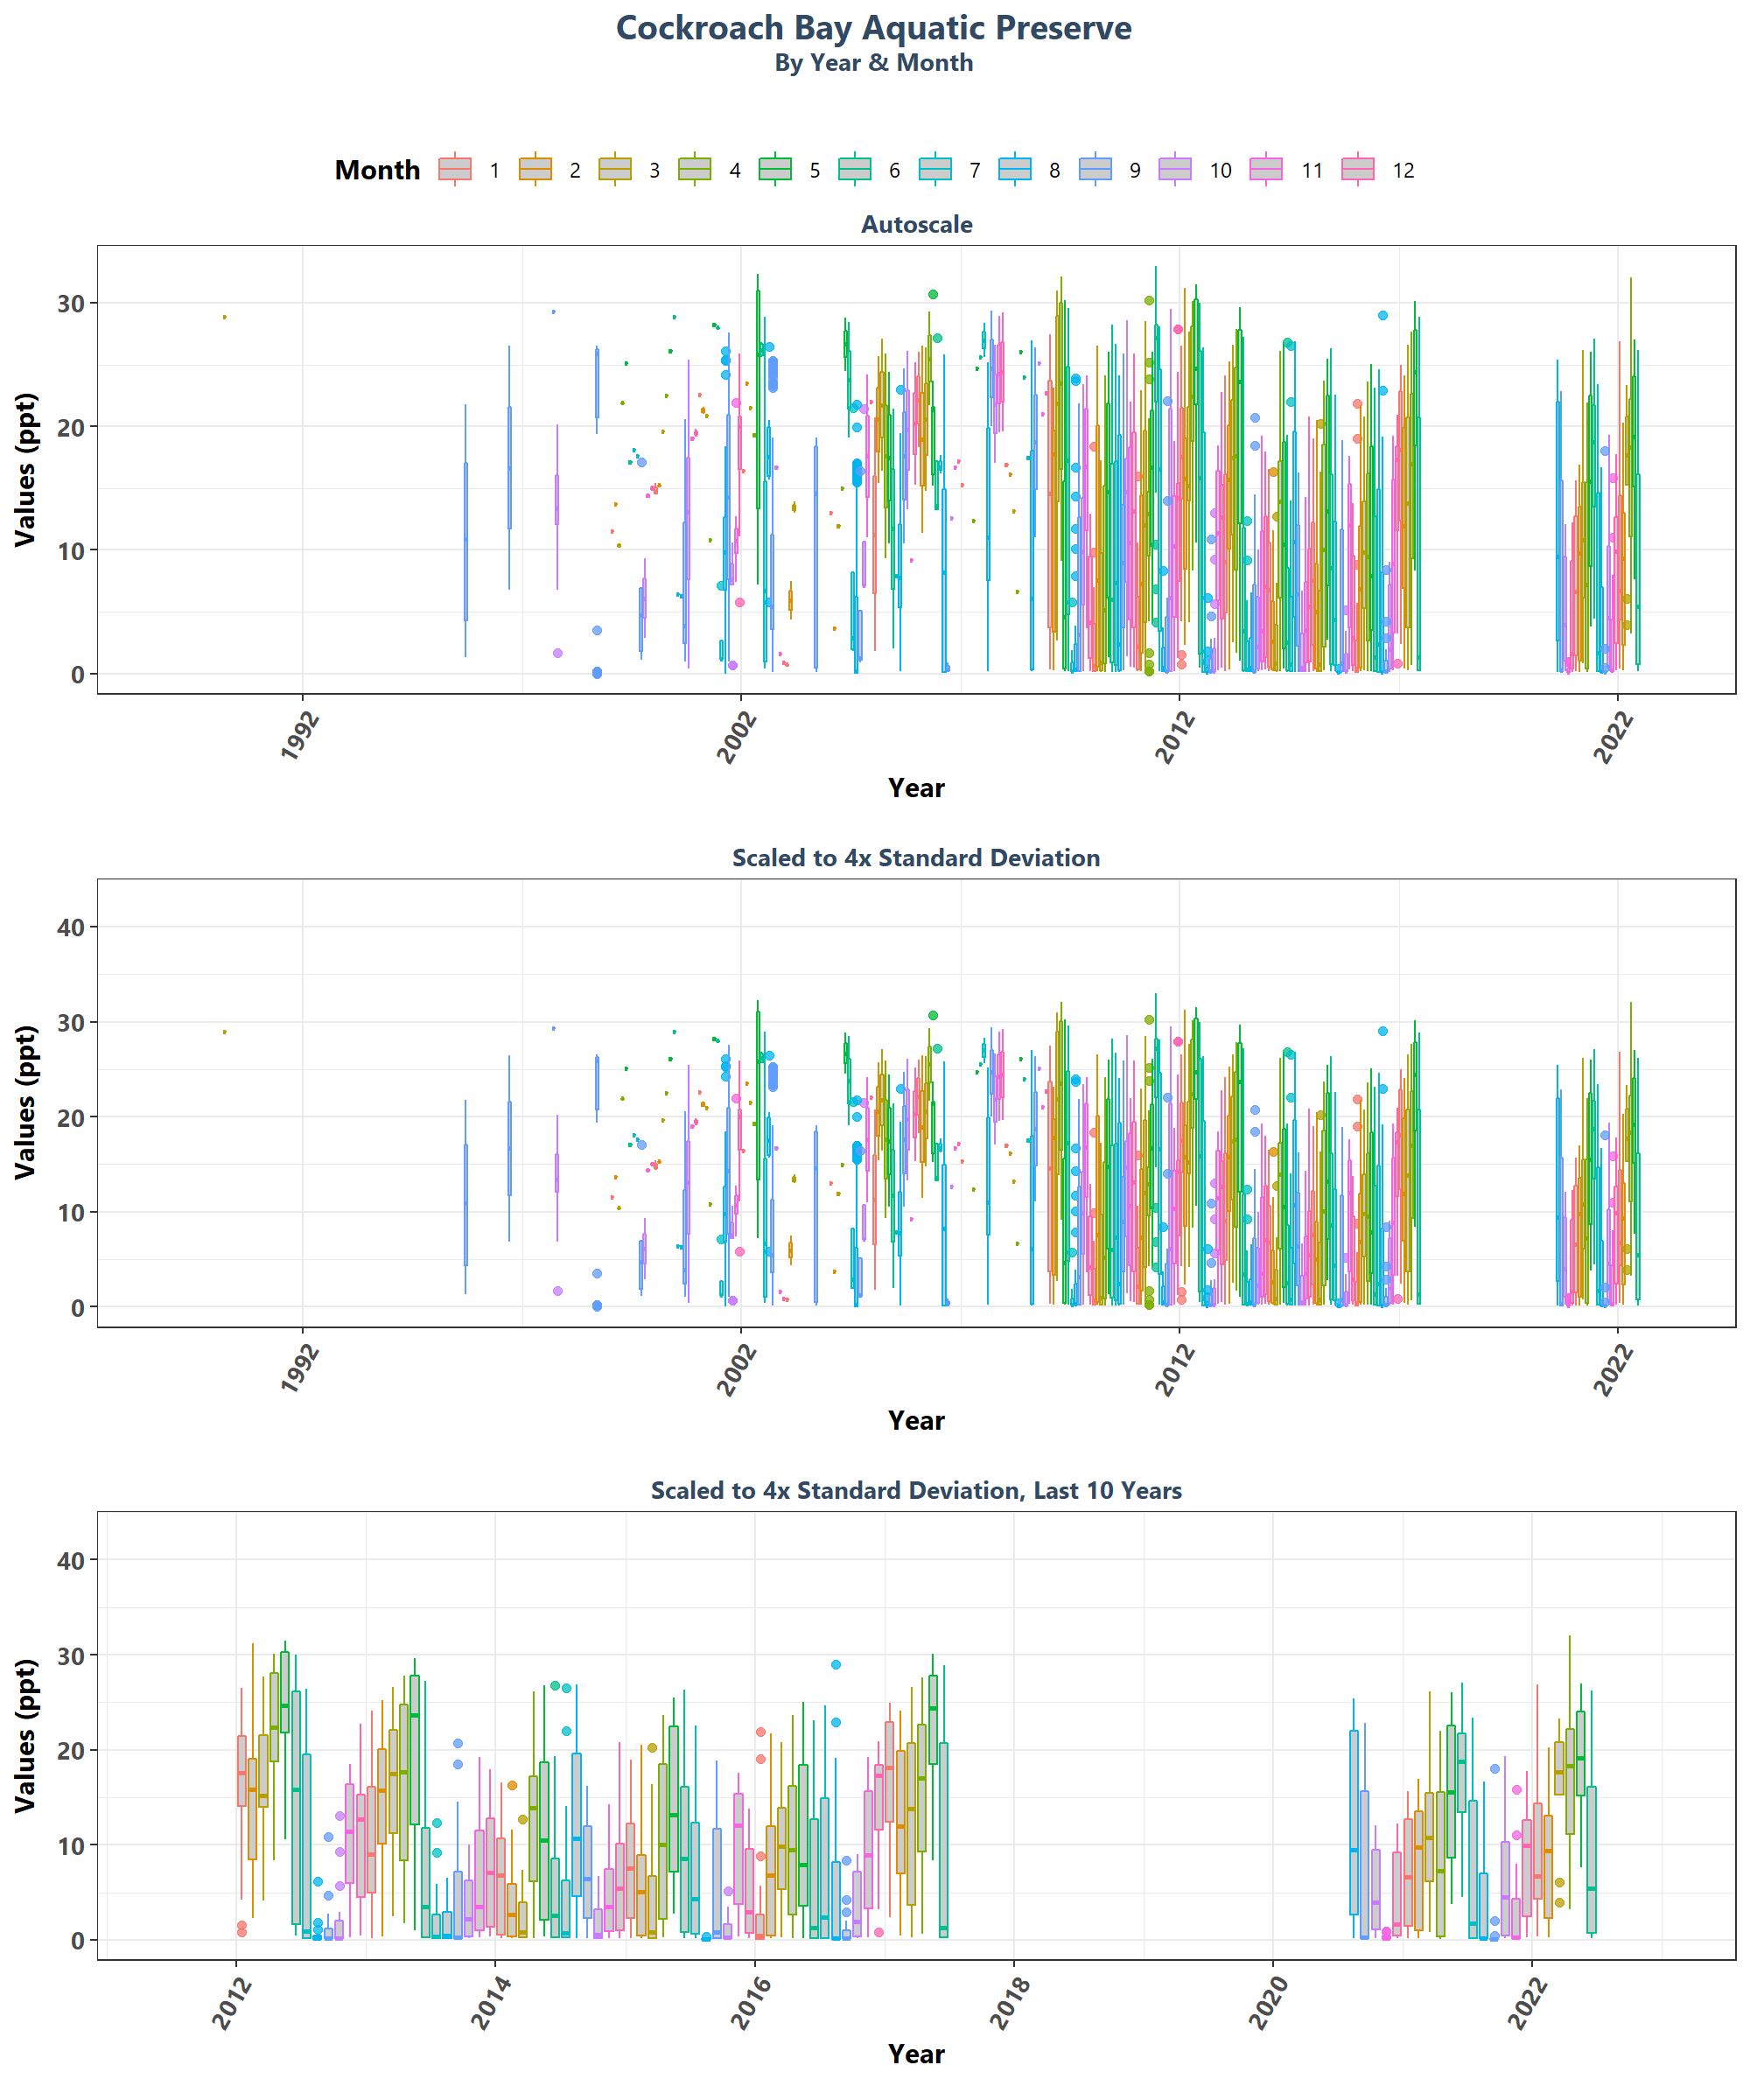 Cockroach Bay Aquatic Preserve
By Year & Month
Month 1 2 3 4 5 6 7 8 9 10 11 12
Autoscale
Values (ppt)
30
20
10
0
1992 2002 2012 2022
Year
Scaled to 4x Standard Deviation
Values (ppt)
40
30
20
10
0
1992 2002 2012 2022
Year
Scaled to 4x Standard Deviation, Last 10 Years
Values (ppt)
40
30
20
10
0
2012 2014 2016 2018 2020 2022
Year